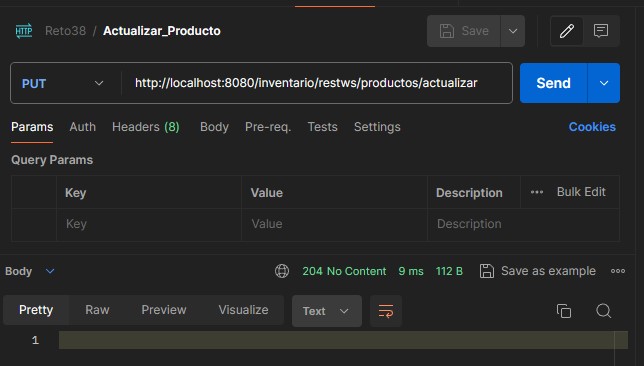 HTTP Reto38 / Actualizar_Producto Save
PUT http://localhost:8080/inventario/restws/productos/actualizar Send
Params Auth Headers (8) Body Pre-req. Tests Settings Cookies
Query Params
Key Value Description ••• Bulk Edit
Key Value Description
Body 204 No Content 9 ms 112 B Save as example
Pretty Raw Preview Visualize Text
1